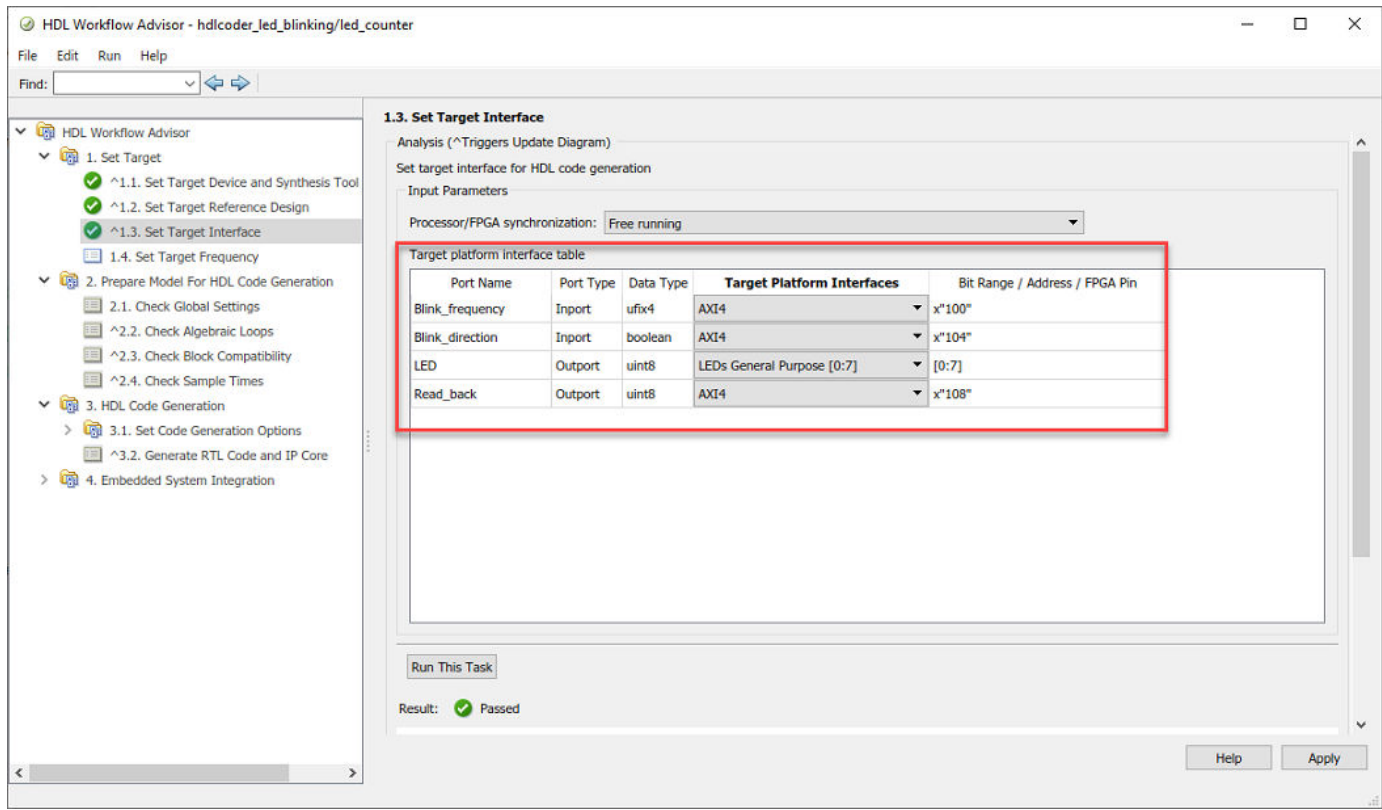 HDL Workflow Advisor - hdlcoder_led_blinking/led_counter
File Edit Run Help
Find:
HDL Workflow Advisor
1. Set Target
^1.1. Set Target Device and Synthesis Tool
^1.2. Set Target Reference Design
^1.3. Set Target Interface
1.4. Set Target Frequency
2. Prepare Model For HDL Code Generation
2.1. Check Global Settings
^2.2. Check Algebraic Loops
^2.3. Check Block Compatibility
^2.4. Check Sample Times
3. HDL Code Generation
3.1. Set Code Generation Options
^3.2. Generate RTL Code and IP Core
4. Embedded System Integration
1.3. Set Target Interface
Analysis (^Triggers Update Diagram)
Set target interface for HDL code generation
Input Parameters
Processor/FPGA synchronization: Free running
Target platform interface table
Port Name Port Type Data Type Target Platform Interfaces Bit Range / Address / FPGA Pin
Blink_frequency Inport ufix4 AXI4 x"100"
Blink_direction Inport boolean AXI4 x"104"
LED Outport uint8 LEDs General Purpose [0:7] [0:7]
Read_back Outport uint8 AXI4 x"108"
Run This Task
Result: Passed
Help Apply